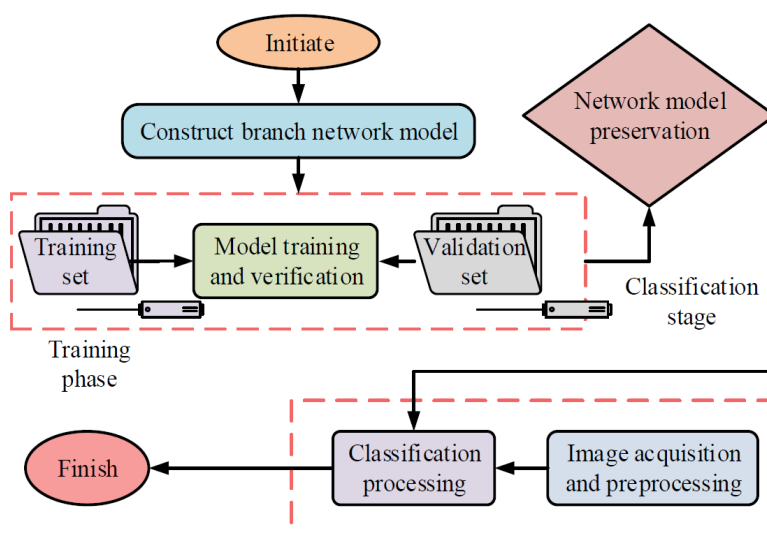 Initiate
Construct branch network model
Network model
preservation
Training
set
Model training
and verification
Validation
set
Classification
stage
Training
phase
Finish
Classification
processing
Image acquisition
and preprocessing